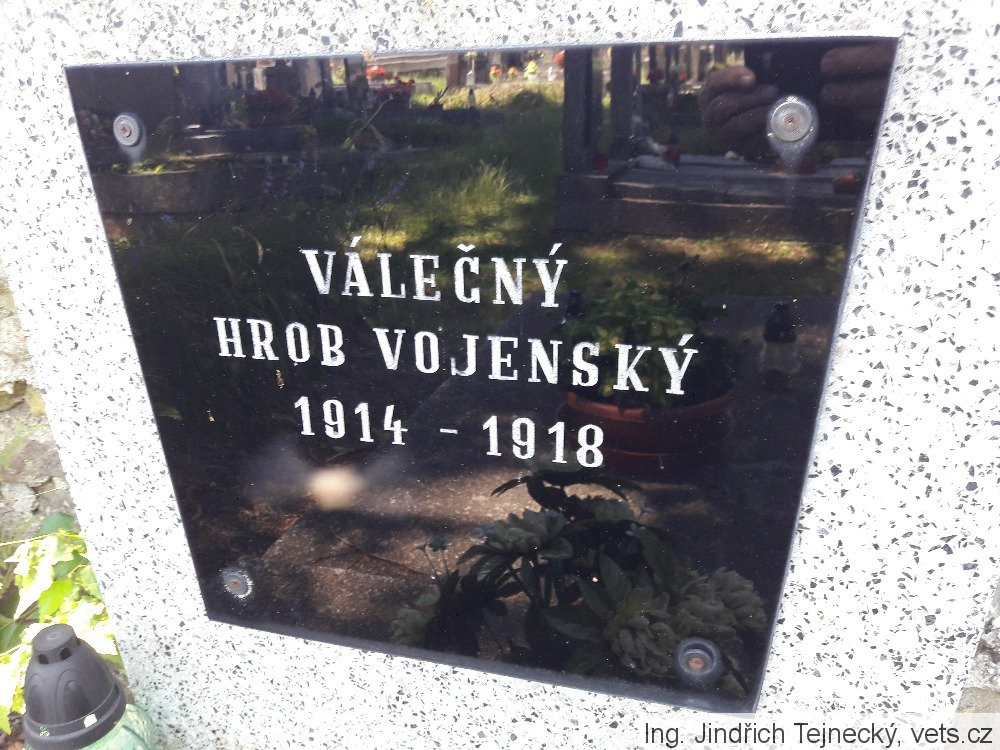 VÁLEČNÝ
HROB VOJENSKÝ
1914 - 1918
Ing. Jindřich Tejnecký, vets.cz